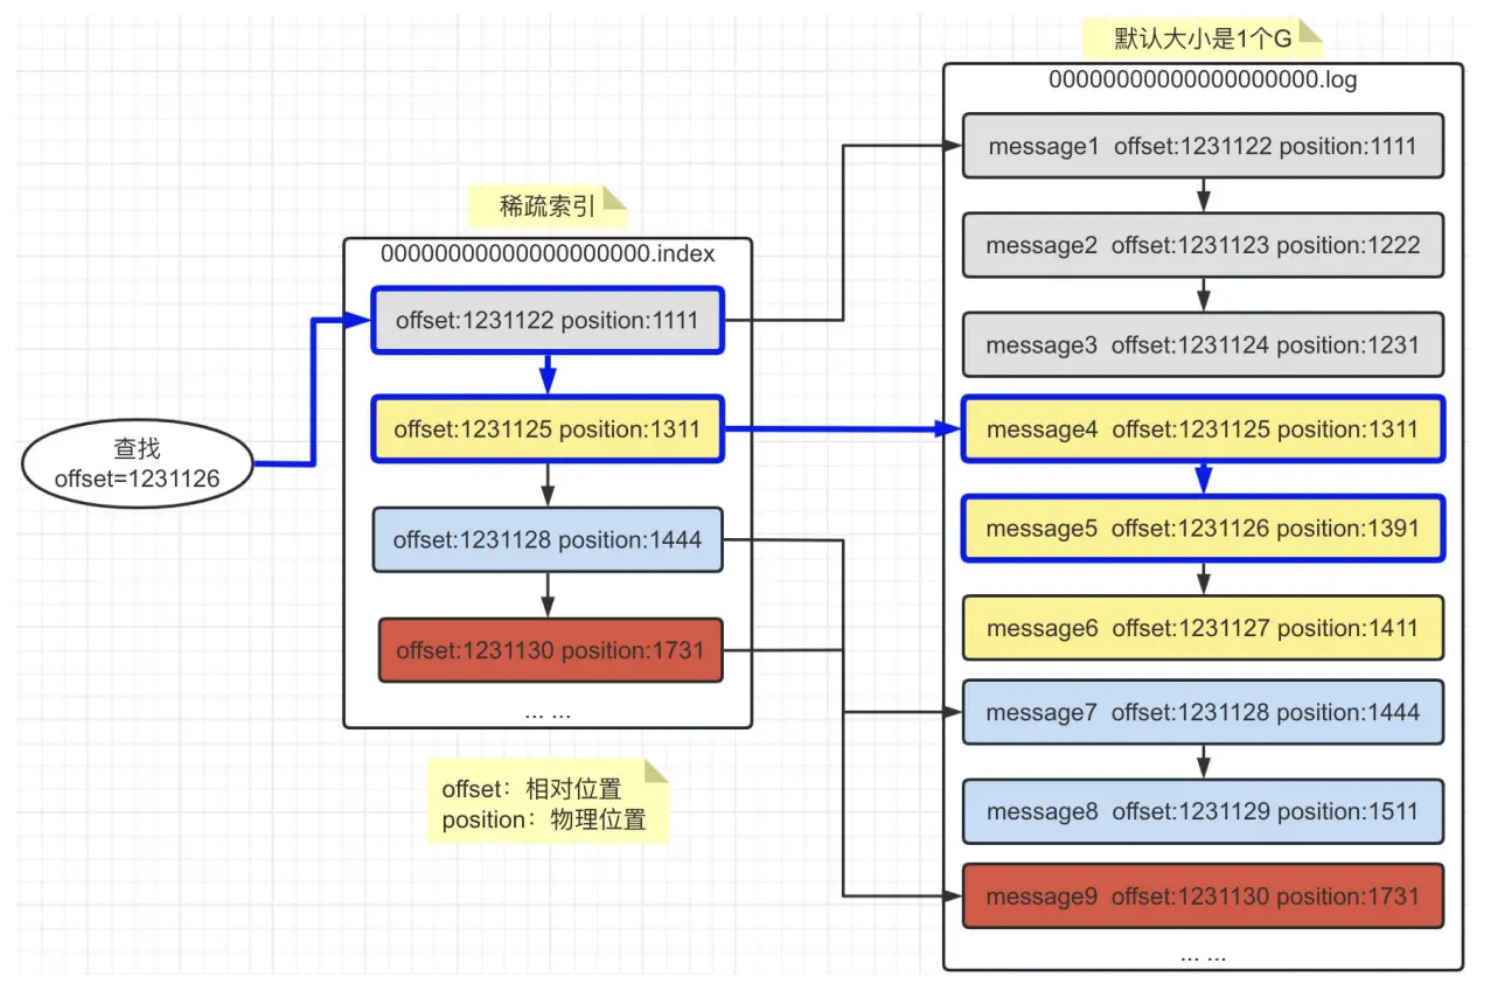 默认大小是1个G
00000000000000000000.log
message1 offset:1231122 position:1111
message2 offset:1231123 position:1222
message3 offset:1231124 position:1231
message4 offset:1231125 position:1311
message5 offset:1231126 position:1391
message6 offset:1231127 position:1411
message7 offset:1231128 position:1444
message8 offset:1231129 position:1511
message9 offset:1231130 position:1731
... ...
稀疏索引
00000000000000000000.index
offset:1231122 position:1111
offset:1231125 position:1311
offset:1231128 position:1444
offset:1231130 position:1731
... ...
查找
offset=1231126
offset：相对位置
position：物理位置